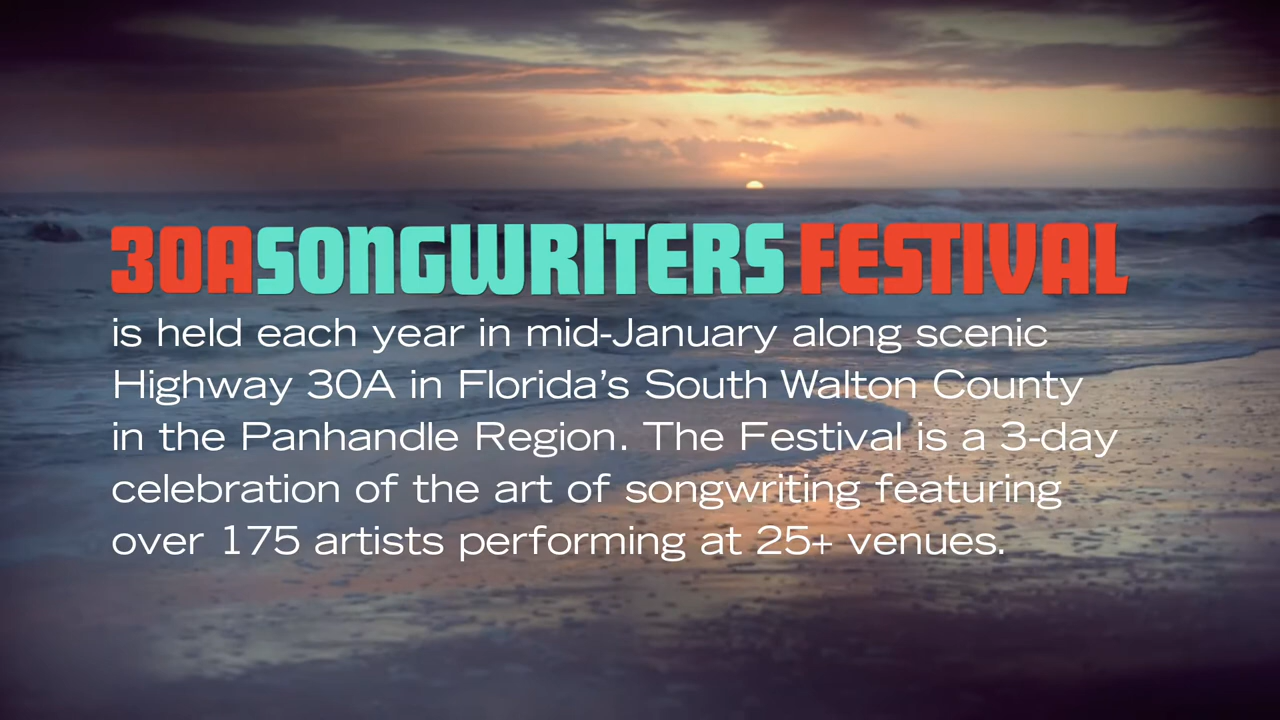 30ASONGWRITERS FESTIVAL
is held each year in mid-January along scenic
Highway 30A in Florida’s South Walton County
in the Panhandle Region. The Festival is a 3-day
celebration of the art of songwriting featuring
over 175 artists performing at 25+ venues.